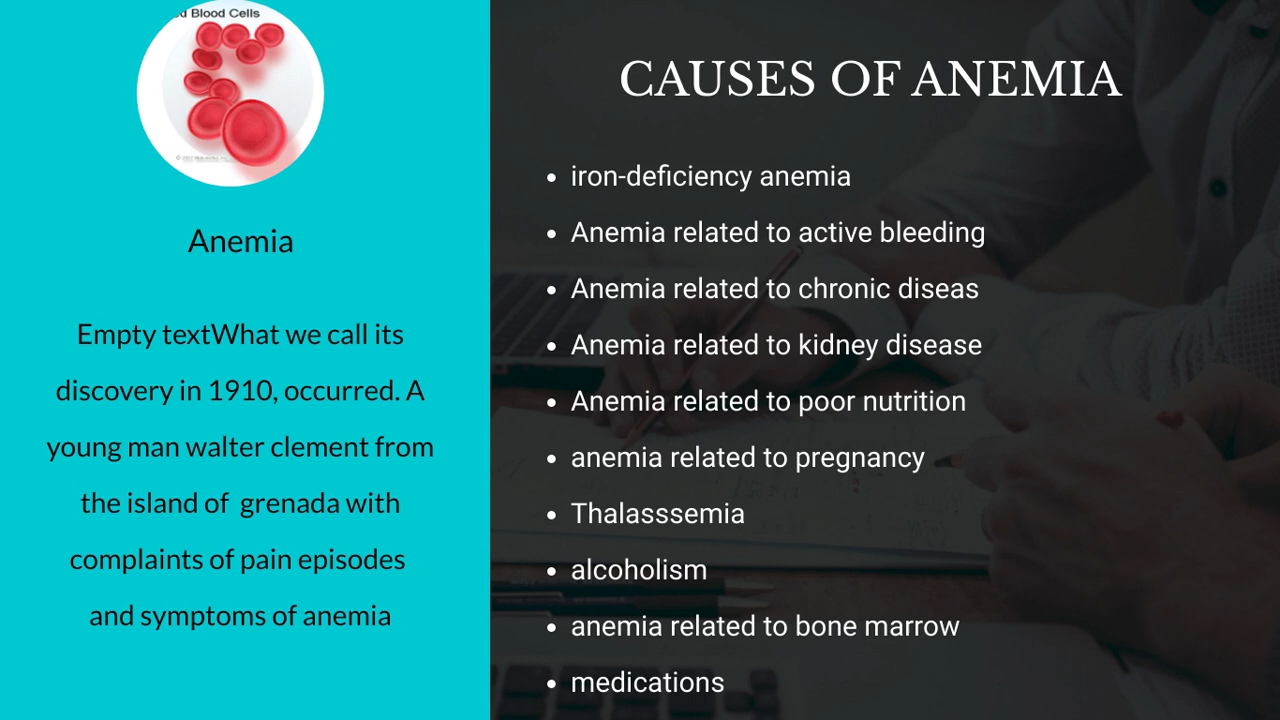 d Blood Cells
Anemia
Empty textWhat we call its
discovery in 1910, occurred. A
young man walter clement from
the island of  grenada with
complaints of pain episodes
and symptoms of anemia
CAUSES OF ANEMIA
• iron-deficiency anemia
• Anemia related to active bleeding
• Anemia related to chronic diseas
• Anemia related to kidney disease
• Anemia related to poor nutrition
• anemia related to pregnancy
• Thalasssemia
• alcoholism
• anemia related to bone marrow
• medications